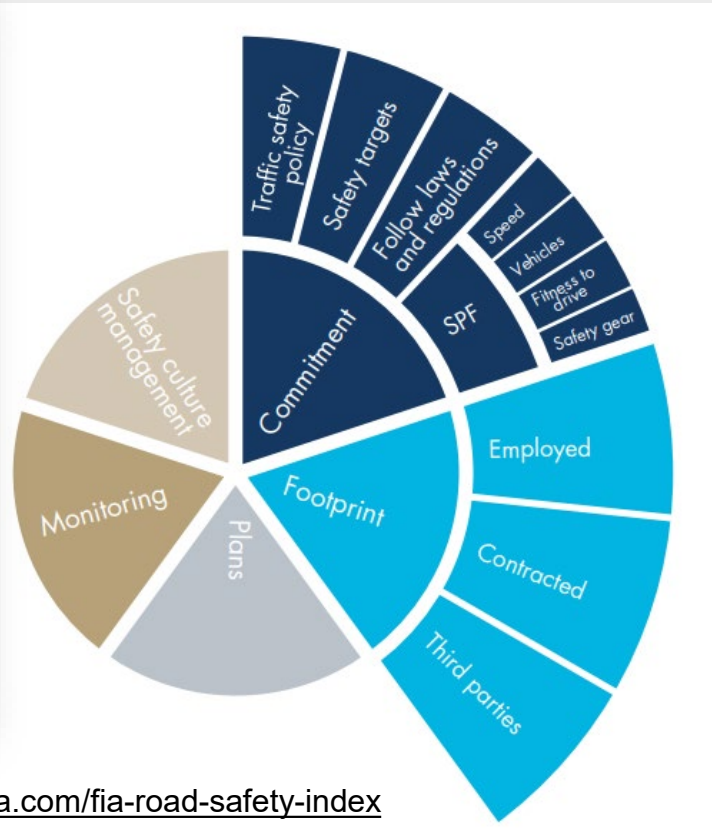 Traffic safety
policy
Safety targets
Follow laws
and regulations
Speed
Vehicles
Fitness to
drive
Safety gear
SPF
Commitment
Safety culture
management
Employed
Footprint
Monitoring
Plans
Contracted
Third parties
a.com/fia-road-safety-index